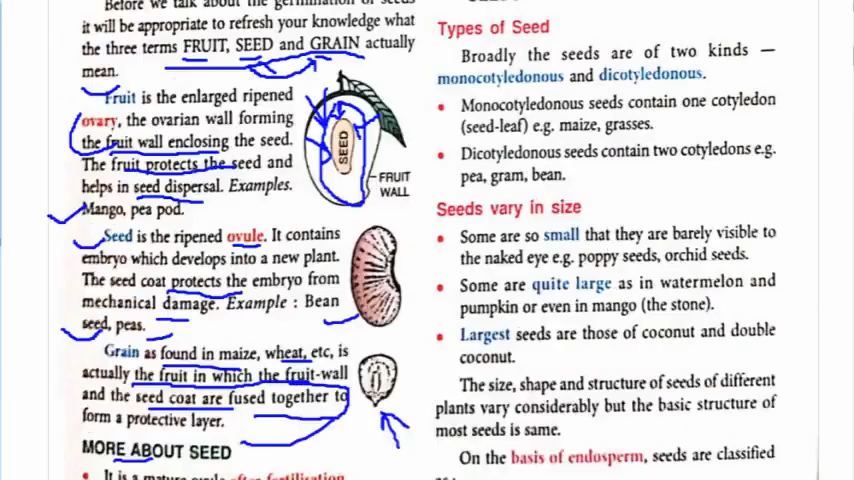 Before we talk about the germination of seeds
it will be appropriate to refresh your knowledge what
the three terms FRUIT, SEED and GRAIN actually
mean.
Fruit is the enlarged ripened
ovary, the ovarian wall forming
the fruit wall enclosing the seed.
The fruit protects the seed and
helps in seed dispersal. Examples.
Mango, pea pod.
SEED
FRUIT
WALL
Seed is the ripened ovule. It contains
embryo which develops into a new plant.
The seed coat protects the embryo from
mechanical damage. Example : Bean
seed, peas.
Grain as found in maize, wheat, etc, is
actually the fruit in which the fruit-wall
and the seed coat are fused together to
form a protective layer.
MORE ABOUT SEED
• It is a mature ovule after fertilisation
Types of Seed
Broadly the seeds are of two kinds —
monocotyledonous and dicotyledonous.
• Monocotyledonous seeds contain one cotyledon
(seed-leaf) e.g. maize, grasses.
• Dicotyledonous seeds contain two cotyledons e.g.
pea, gram, bean.
Seeds vary in size
• Some are so small that they are barely visible to
the naked eye e.g. poppy seeds, orchid seeds.
• Some are quite large as in watermelon and
pumpkin or even in mango (the stone).
• Largest seeds are those of coconut and double
coconut.
The size, shape and structure of seeds of different
plants vary considerably but the basic structure of
most seeds is same.
On the basis of endosperm, seeds are classified